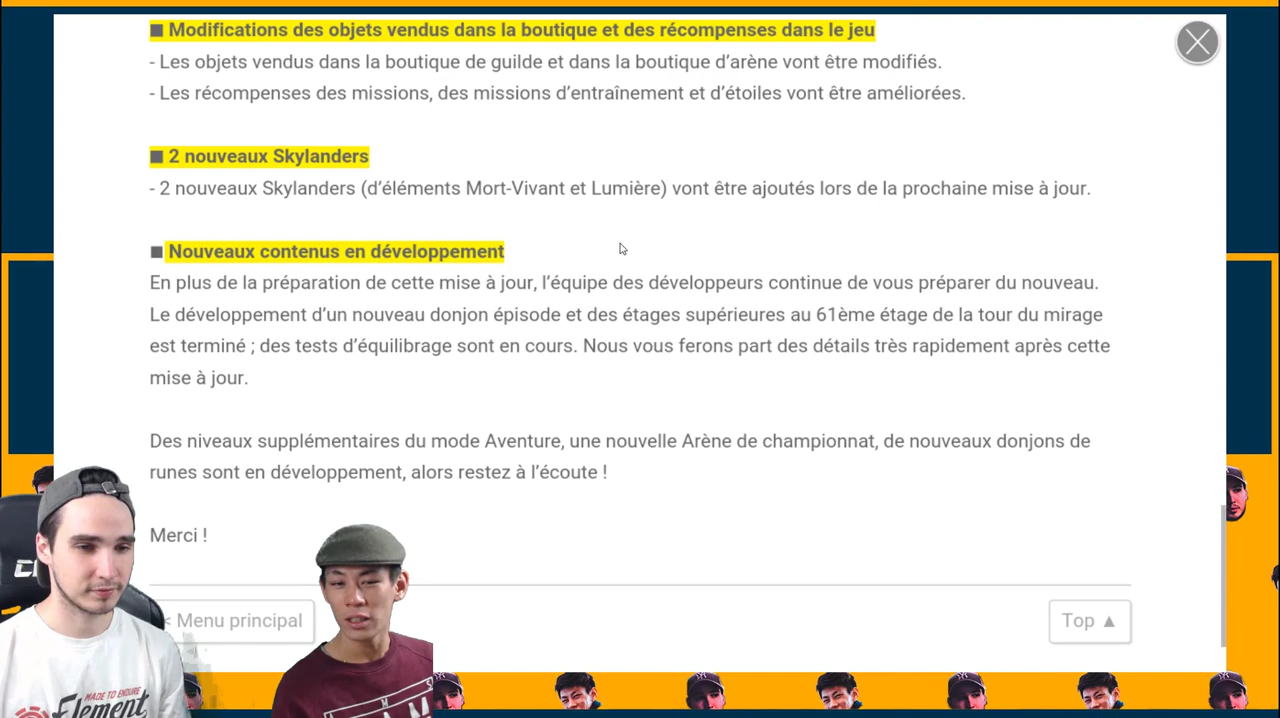 ■ Modifications des objets vendus dans la boutique et des récompenses dans le jeu
- Les objets vendus dans la boutique de guilde et dans la boutique d'arène vont être modifiés.
- Les récompenses des missions, des missions d'entraînement et d'étoiles vont être améliorées.
■ 2 nouveaux Skylanders
- 2 nouveaux Skylanders (d'éléments Mort-Vivant et Lumière) vont être ajoutés lors de la prochaine mise à jour.
■ Nouveaux contenus en développement
En plus de la préparation de cette mise à jour, l'équipe des développeurs continue de vous préparer du nouveau.
Le développement d'un nouveau donjon épisode et des étages supérieures au 61ème étage de la tour du mirage
est terminé ; des tests d'équilibrage sont en cours. Nous vous ferons part des détails très rapidement après cette
mise à jour.
Des niveaux supplémentaires du mode Aventure, une nouvelle Arène de championnat, de nouveaux donjons de
runes sont en développement, alors restez à l'écoute !
Merci !
< Menu principal
Top ▲
MADE TO ENDURE
Element